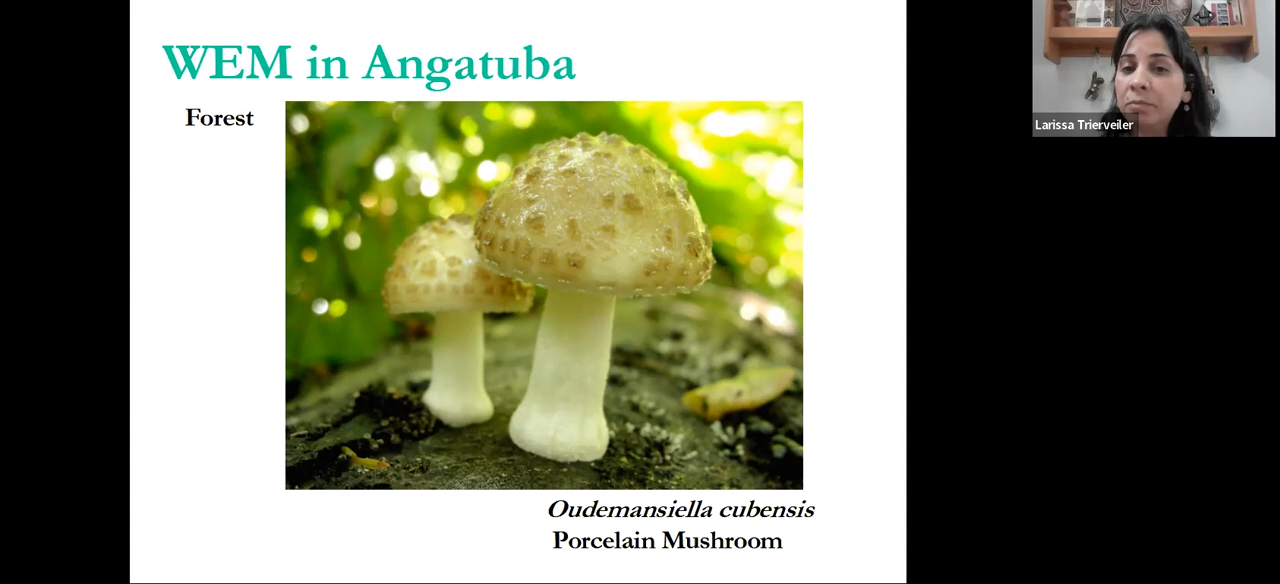 WEM in Angatuba
Forest
Oudemansiella cubensis
Porcelain Mushroom
Larissa Trierveiler